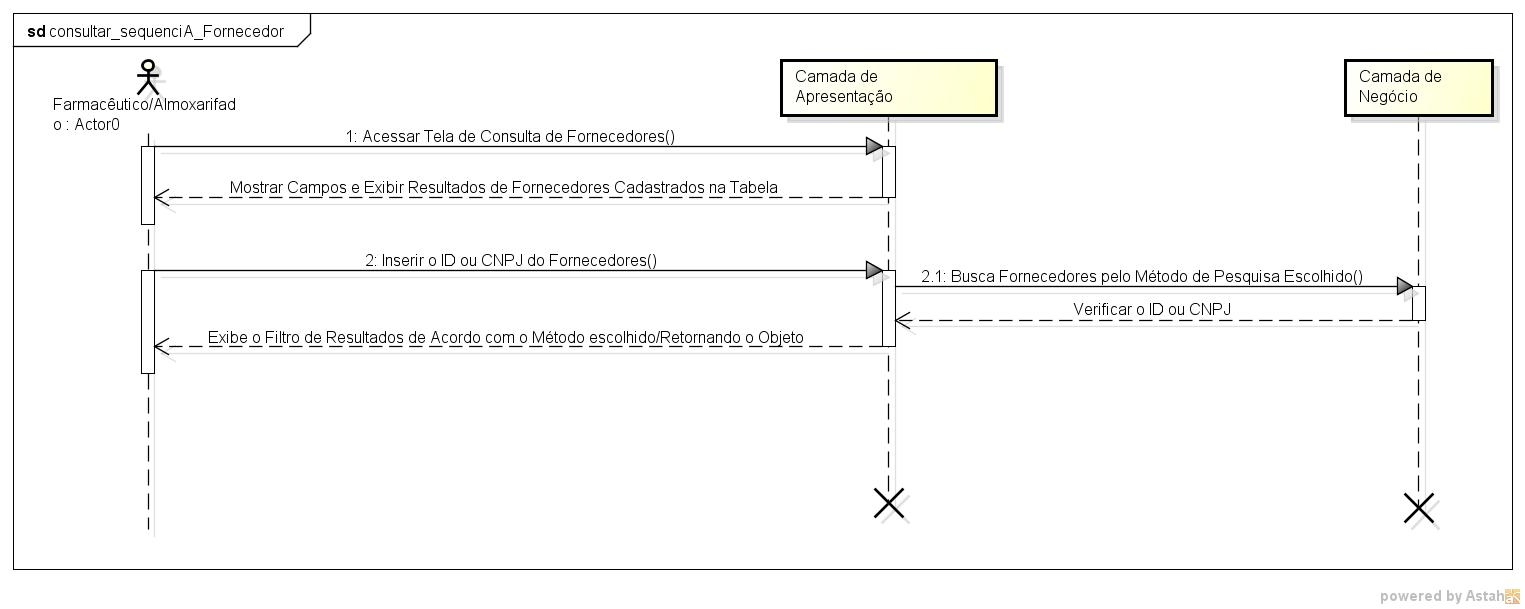 sd consultar_sequenciA_Fornecedor
Farmacêutico/Almoxarifad
o : Actor0
Camada de
Apresentação
Camada de
Negócio
1: Acessar Tela de Consulta de Fornecedores()
Mostrar Campos e Exibir Resultados de Fornecedores Cadastrados na Tabela
2: Inserir o ID ou CNPJ do Fornecedores()
2.1: Busca Fornecedores pelo Método de Pesquisa Escolhido()
Verificar o ID ou CNPJ
Exibe o Filtro de Resultados de Acordo com o Método escolhido/Retornando o Objeto
powered by Astah